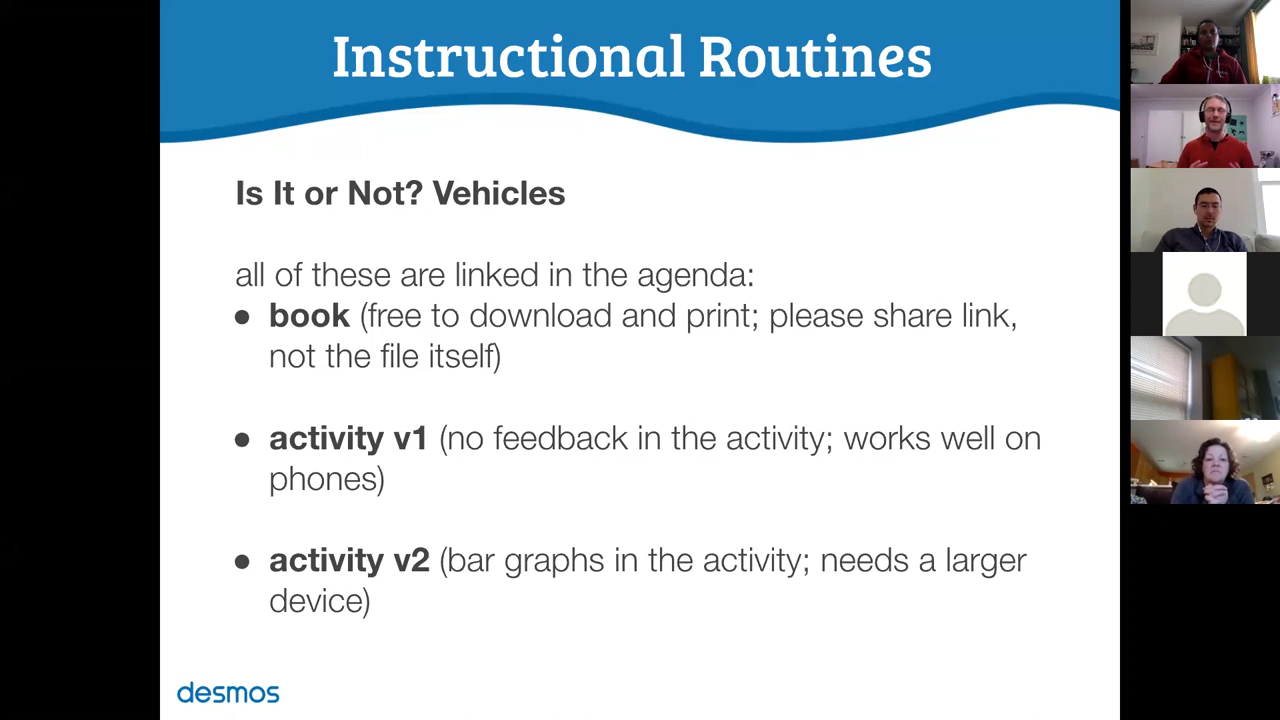 Instructional Routines
Is It or Not? Vehicles
all of these are linked in the agenda:
● book (free to download and print; please share link,
not the file itself)
● activity v1 (no feedback in the activity; works well on
phones)
● activity v2 (bar graphs in the activity; needs a larger
device)
desmos